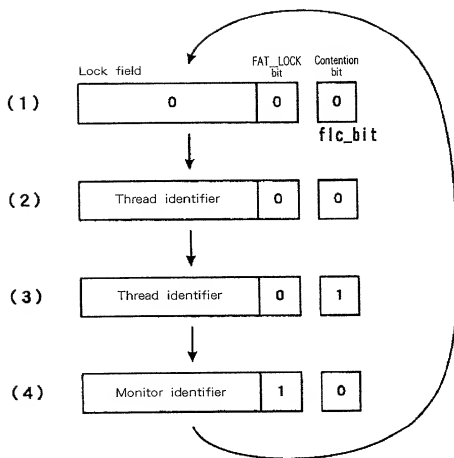 Lock field
FAT_LOCK bit
Contention bit
(1) 0 0 0
flc_bit
(2) Thread identifier 0 0
(3) Thread identifier 0 1
(4) Monitor identifier 1 0